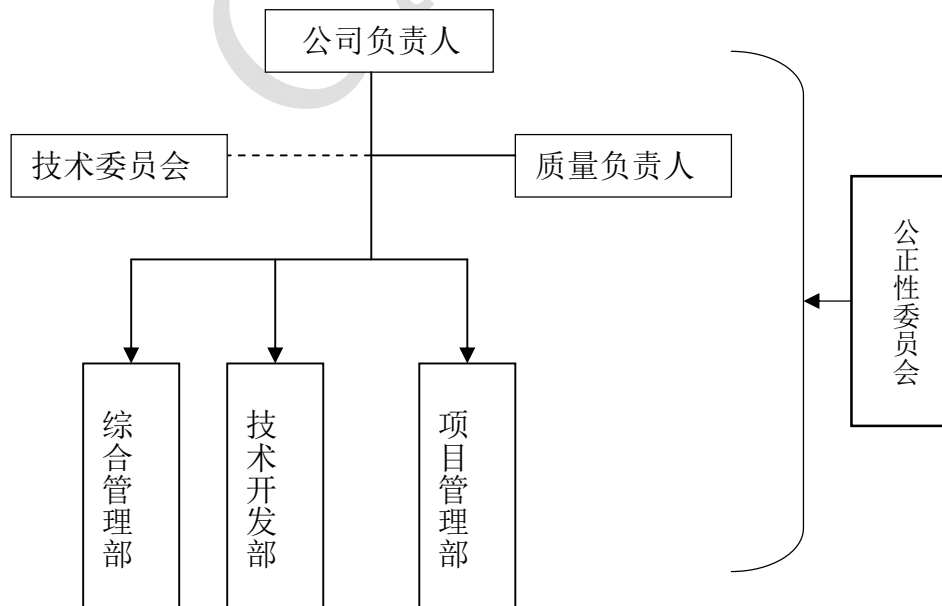 公司负责人
技术委员会
质量负责人
公正性委员会
综合管理部
技术开发部
项目管理部